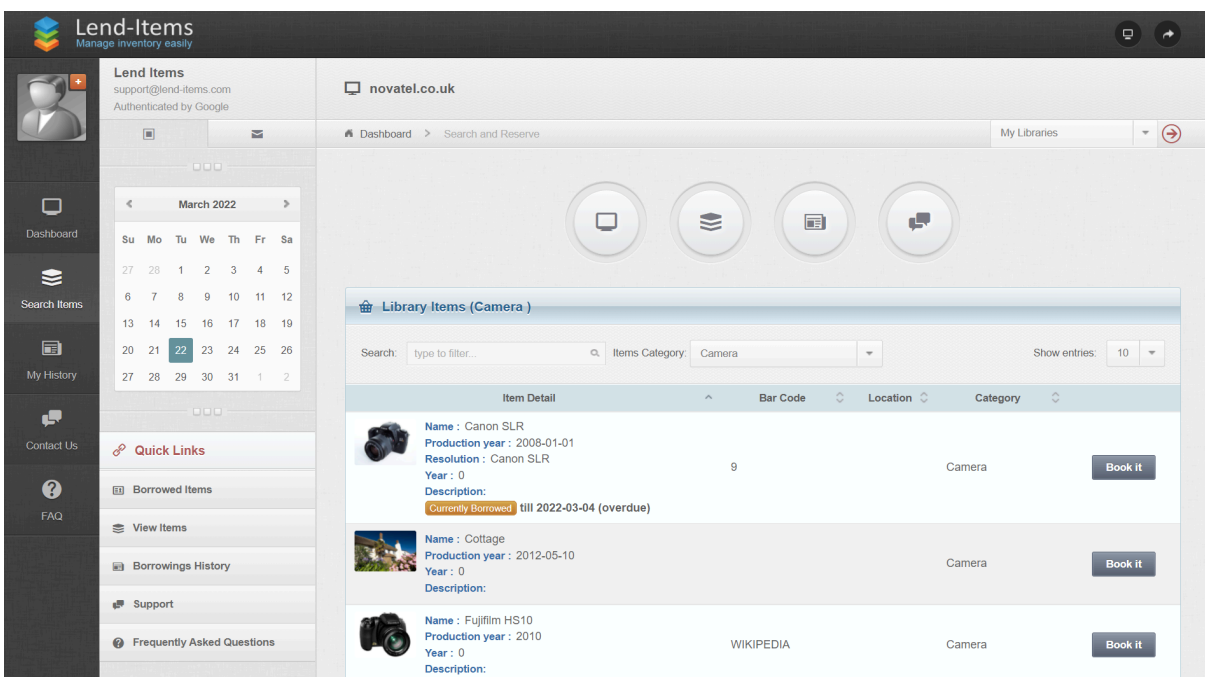 Lend-Items
Manage inventory easily
Lend Items
support@lend-items.com
Authenticated by Google
novatel.co.uk
Dashboard > Search and Reserve
My Libraries
Dashboard
Search Items
My History
Contact Us
FAQ
March 2022
Su Mo Tu We Th Fr Sa
27 28 1 2 3 4 5
6 7 8 9 10 11 12
13 14 15 16 17 18 19
20 21 22 23 24 25 26
27 28 29 30 31 1 2
Quick Links
Borrowed Items
View Items
Borrowings History
Support
Frequently Asked Questions
Library Items (Camera )
Search: type to filter... Items Category: Camera Show entries: 10
Item Detail Bar Code Location Category
Name : Canon SLR
Production year : 2008-01-01
Resolution : Canon SLR
Year : 0
Description:
Currently Borrowed till 2022-03-04 (overdue)
9 Camera Book it
Name : Cottage
Production year : 2012-05-10
Year : 0
Description:
Camera Book it
Name : Fujifilm HS10
Production year : 2010
Year : 0
Description:
WIKIPEDIA Camera Book it